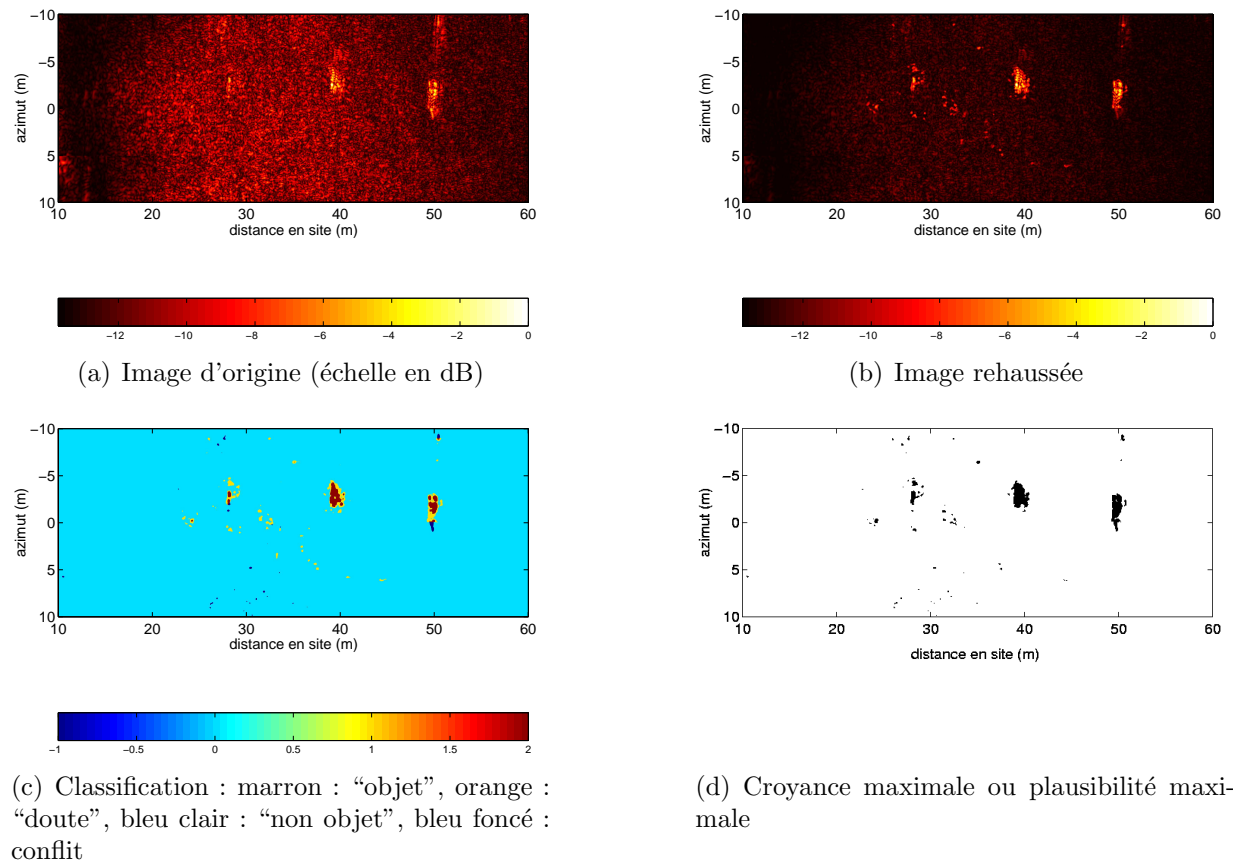 −10
−5
0
5
10
azimut (m)
10 20 30 40 50 60
distance en site (m)
−12 −10 −8 −6 −4 −2 0
(a) Image d'origine (échelle en dB)
−10
−5
0
5
10
azimut (m)
10 20 30 40 50 60
distance en site (m)
−12 −10 −8 −6 −4 −2 0
(b) Image rehaussée
−10
−5
0
5
10
azimut (m)
10 20 30 40 50 60
distance en site (m)
−1 −0.5 0 0.5 1 1.5 2
(c) Classification : marron : “objet”, orange :
“doute”, bleu clair : “non objet”, bleu foncé :
conflit
−10
−5
0
5
10
azimut (m)
10 20 30 40 50 60
distance en site (m)
(d) Croyance maximale ou plausibilité maxi-
male